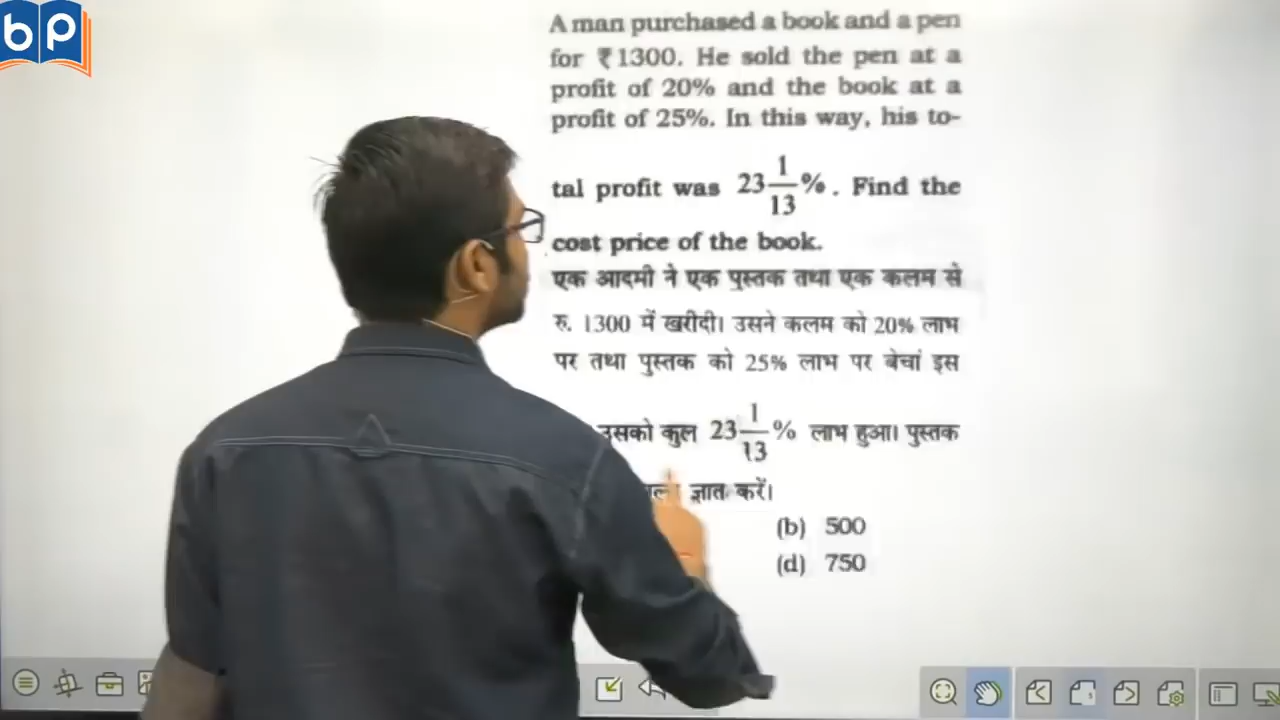 bp
A man purchased a book and a pen
for ₹1300. He sold the pen at a
profit of 20% and the book at a
profit of 25%. In this way, his to-
tal profit was 23 1/13 %. Find the
cost price of the book.
एक आदमी ने एक पुस्तक तथा एक कलम से
रु. 1300 में खरीदी। उसने कलम को 20% लाभ
पर तथा पुस्तक को 25% लाभ पर बेचां इस
उसको कुल 23 1/13 % लाभ हुआ। पुस्तक
ज्ञात करें।
(b) 500
(d) 750